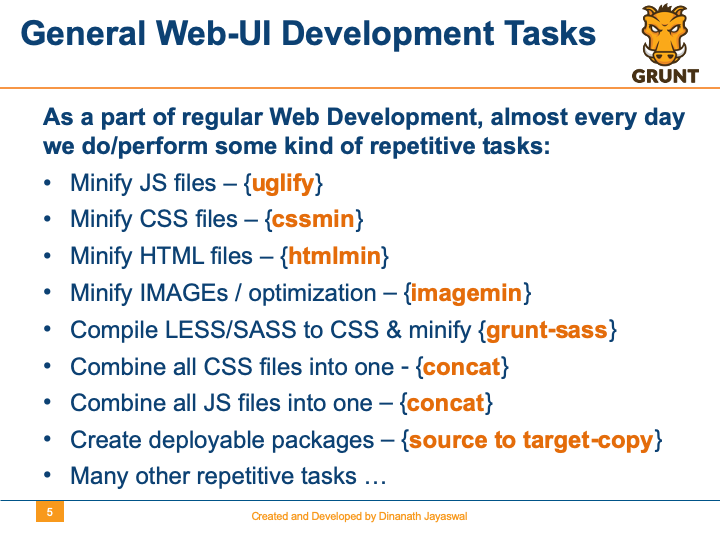 General Web-UI Development Tasks
GRUNT
As a part of regular Web Development, almost every day
we do/perform some kind of repetitive tasks:
• Minify JS files – {uglify}
• Minify CSS files – {cssmin}
• Minify HTML files – {htmlmin}
• Minify IMAGEs / optimization – {imagemin}
• Compile LESS/SASS to CSS & minify {grunt-sass}
• Combine all CSS files into one - {concat}
• Combine all JS files into one – {concat}
• Create deployable packages – {source to target-copy}
• Many other repetitive tasks …
5
Created and Developed by Dinanath Jayaswal